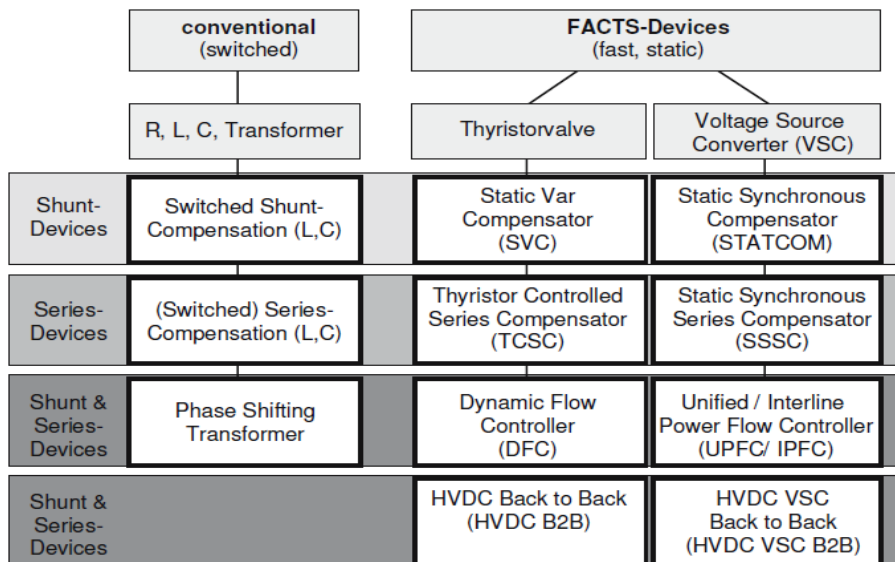 conventional
(switched)
FACTS-Devices
(fast, static)
R, L, C, Transformer
Thyristorvalve
Voltage Source
Converter (VSC)
Shunt-
Devices
Switched Shunt-
Compensation (L,C)
Static Var
Compensator
(SVC)
Static Synchronous
Compensator
(STATCOM)
Series-
Devices
(Switched) Series-
Compensation (L,C)
Thyristor Controlled
Series Compensator
(TCSC)
Static Synchronous
Series Compensator
(SSSC)
Shunt &
Series-
Devices
Phase Shifting
Transformer
Dynamic Flow
Controller
(DFC)
Unified / Interline
Power Flow Controller
(UPFC/ IPFC)
Shunt &
Series-
Devices
HVDC Back to Back
(HVDC B2B)
HVDC VSC
Back to Back
(HVDC VSC B2B)